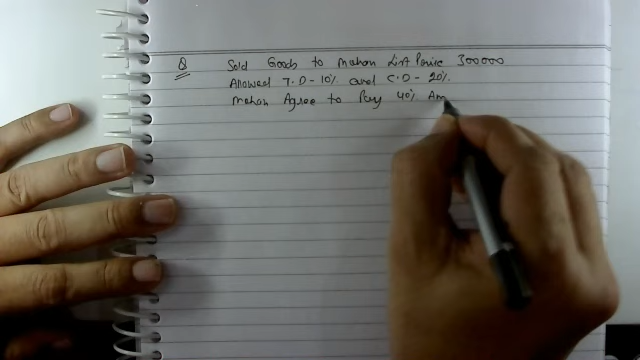 Q Sold Goods to Mohan List Price 300000
Allowed T.D - 10% and C.D - 20%.
Mohan Agree to Pay 40% Am